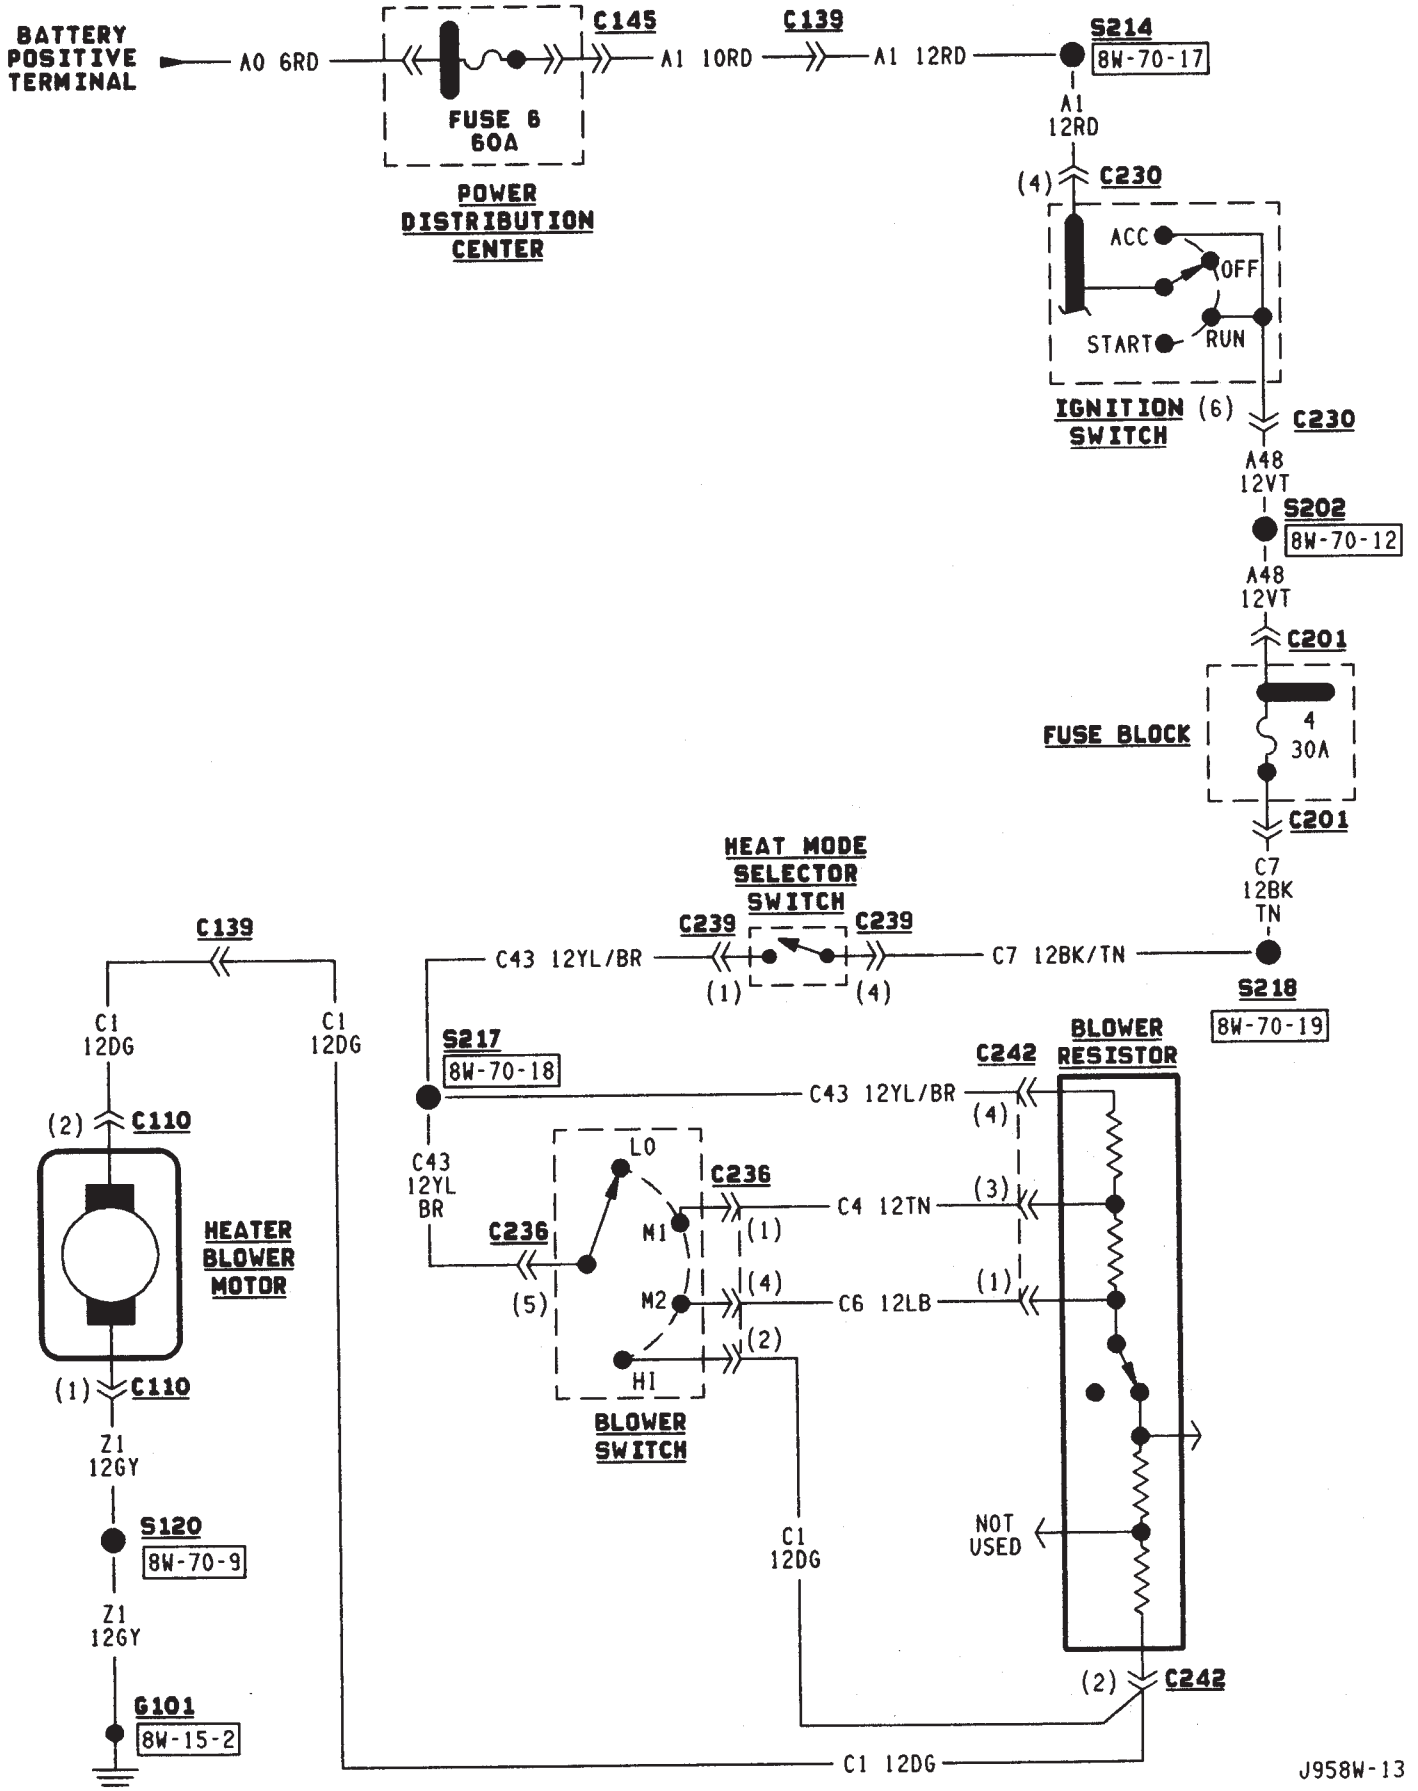 BATTERY
POSITIVE
TERMINAL
A0 6RD
C145
A1 10RD
C139
A1 12RD
S214
8W-70-17
FUSE 6
60A
POWER
DISTRIBUTION
CENTER
A1
12RD
(4)
C230
ACC
OFF
START
RUN
IGNITION
SWITCH
(6)
C230
A48
12VT
S202
8W-70-12
A48
12VT
C201
FUSE BLOCK
4
30A
C201
C7
12BK
TN
HEAT MODE
SELECTOR
SWITCH
C239
C239
C43 12YL/BR
(1)
(4)
C7 12BK/TN
S218
8W-70-19
C139
C1
12DG
C1
12DG
S217
8W-70-18
C242
BLOWER
RESISTOR
C43 12YL/BR
(4)
(2)
C110
C43
12YL
BR
LO
C236
C4 12TN
(3)
M1
(1)
HEATER
BLOWER
MOTOR
C236
(5)
M2
(4)
C6 12LB
(1)
(2)
HI
BLOWER
SWITCH
(1)
C110
Z1
12GY
S120
8W-70-9
C1
12DG
NOT
USED
Z1
12GY
G101
8W-15-2
(2)
C242
C1 12DG
J958W-13